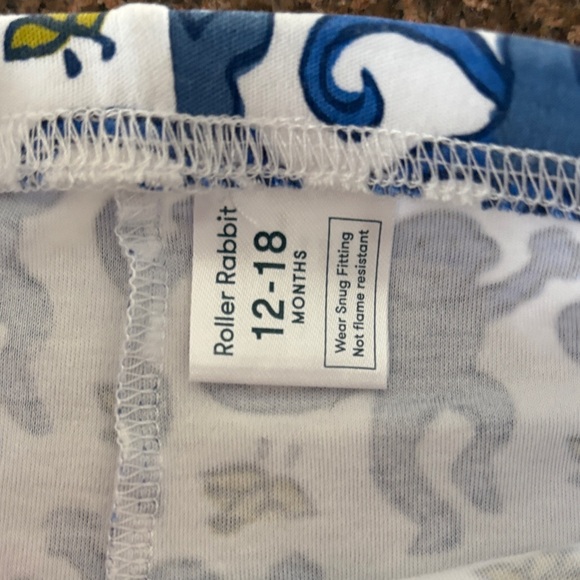 Roller Rabbit
12-18
MONTHS
Wear Snug Fitting
Not flame resistant